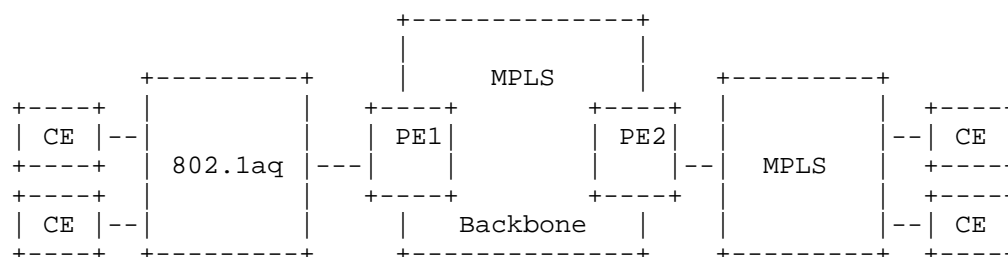 MPLS
CE PE1 PE2 CE
802.1aq MPLS
CE Backbone CE